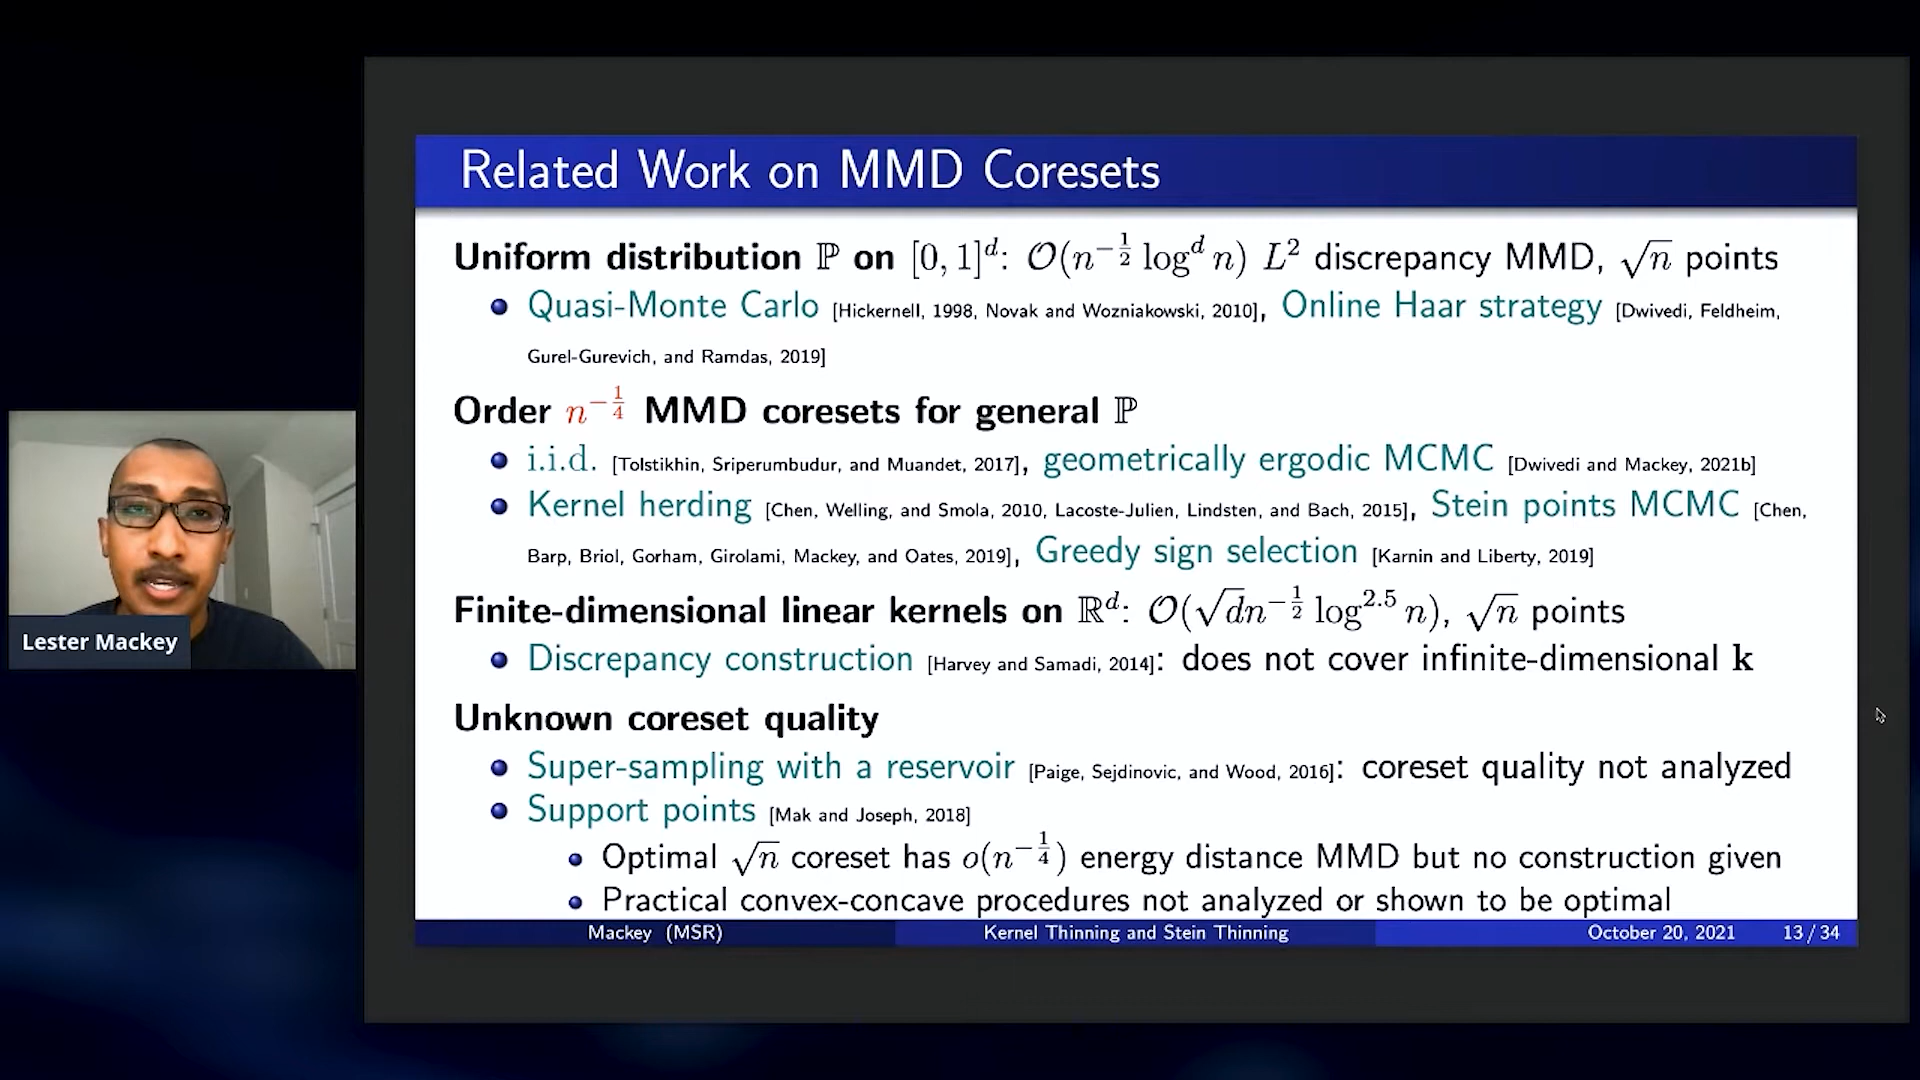 Related Work on MMD Coresets
Uniform distribution ℙ on [0, 1]^d: 𝒪(n^{-1/2} log^d n) L^2 discrepancy MMD, √n points
• Quasi-Monte Carlo [Hickernell, 1998, Novak and Wozniakowski, 2010], Online Haar strategy [Dwivedi, Feldheim,
Gurel-Gurevich, and Ramdas, 2019]
Order n^{-1/4} MMD coresets for general ℙ
• i.i.d. [Tolstikhin, Sriperumbudur, and Muandet, 2017], geometrically ergodic MCMC [Dwivedi and Mackey, 2021b]
• Kernel herding [Chen, Welling, and Smola, 2010, Lacoste-Julien, Lindsten, and Bach, 2015], Stein points MCMC [Chen,
Barp, Briol, Gorham, Girolami, Mackey, and Oates, 2019], Greedy sign selection [Karnin and Liberty, 2019]
Finite-dimensional linear kernels on ℝ^d: 𝒪(√d n^{-1/2} log^{2.5} n), √n points
• Discrepancy construction [Harvey and Samadi, 2014]: does not cover infinite-dimensional k
Unknown coreset quality
• Super-sampling with a reservoir [Paige, Sejdinovic, and Wood, 2016]: coreset quality not analyzed
• Support points [Mak and Joseph, 2018]
• Optimal √n coreset has o(n^{-1/4}) energy distance MMD but no construction given
• Practical convex-concave procedures not analyzed or shown to be optimal
Mackey (MSR) Kernel Thinning and Stein Thinning October 20, 2021 13 / 34
Lester Mackey